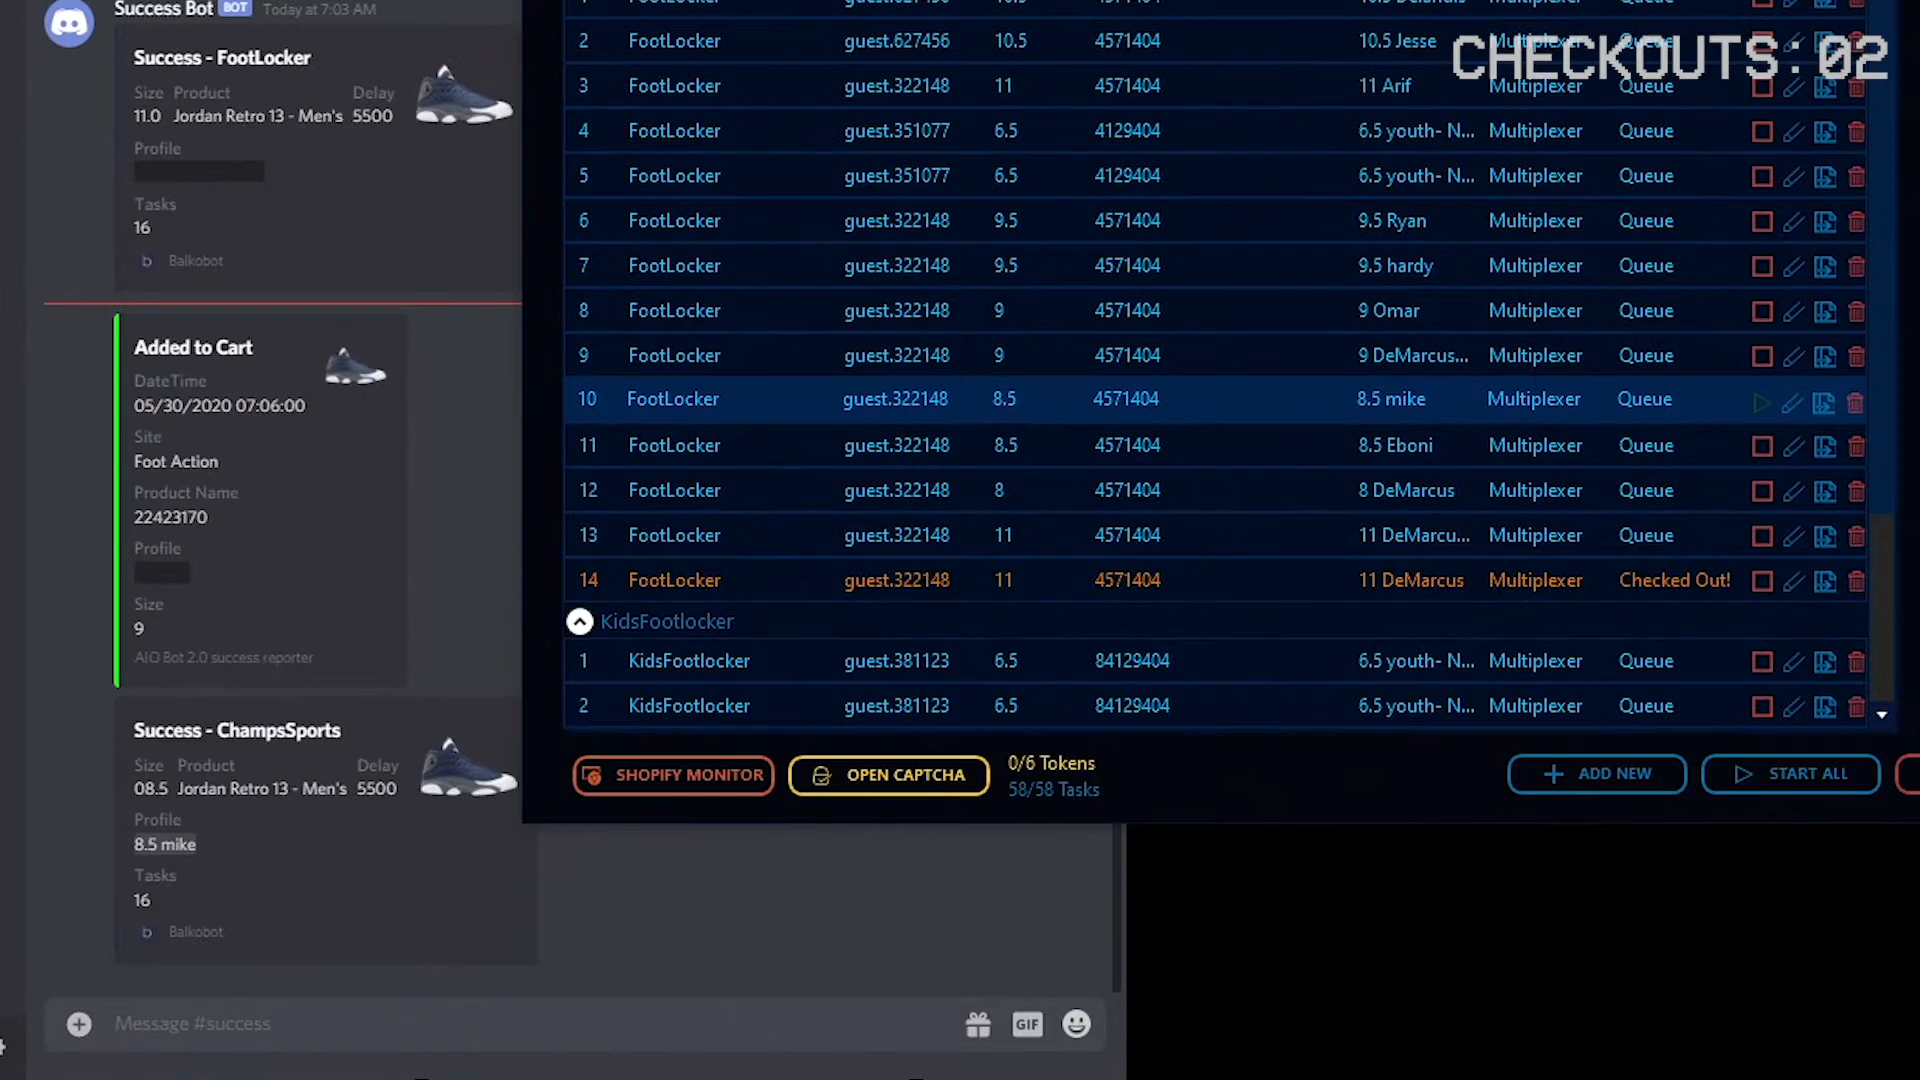 Success Bot BOT Today at 7:03 AM
Success - FootLocker
Size Product Delay
11.0 Jordan Retro 13 - Men's 5500
Profile
Tasks
16
b Balkobot
Added to Cart
DateTime
05/30/2020 07:06:00
Site
Foot Action
Product Name
22423170
Profile
Size
9
AIO Bot 2.0 success reporter
Success - ChampsSports
Size Product Delay
08.5 Jordan Retro 13 - Men's 5500
Profile
8.5 mike
Tasks
16
b Balkobot
Message #success
GIF
CHECKOUTS:02
2 FootLocker guest.627456 10.5 4571404 10.5 Jesse Multiplexer Queue
3 FootLocker guest.322148 11 4571404 11 Arif Multiplexer Queue
4 FootLocker guest.351077 6.5 4129404 6.5 youth- N... Multiplexer Queue
5 FootLocker guest.351077 6.5 4129404 6.5 youth- N... Multiplexer Queue
6 FootLocker guest.322148 9.5 4571404 9.5 Ryan Multiplexer Queue
7 FootLocker guest.322148 9.5 4571404 9.5 hardy Multiplexer Queue
8 FootLocker guest.322148 9 4571404 9 Omar Multiplexer Queue
9 FootLocker guest.322148 9 4571404 9 DeMarcus... Multiplexer Queue
10 FootLocker guest.322148 8.5 4571404 8.5 mike Multiplexer Queue
11 FootLocker guest.322148 8.5 4571404 8.5 Eboni Multiplexer Queue
12 FootLocker guest.322148 8 4571404 8 DeMarcus Multiplexer Queue
13 FootLocker guest.322148 11 4571404 11 DeMarcu... Multiplexer Queue
14 FootLocker guest.322148 11 4571404 11 DeMarcus Multiplexer Checked Out!
KidsFootlocker
1 KidsFootlocker guest.381123 6.5 84129404 6.5 youth- N... Multiplexer Queue
2 KidsFootlocker guest.381123 6.5 84129404 6.5 youth- N... Multiplexer Queue
SHOPIFY MONITOR
OPEN CAPTCHA
0/6 Tokens
58/58 Tasks
ADD NEW
START ALL